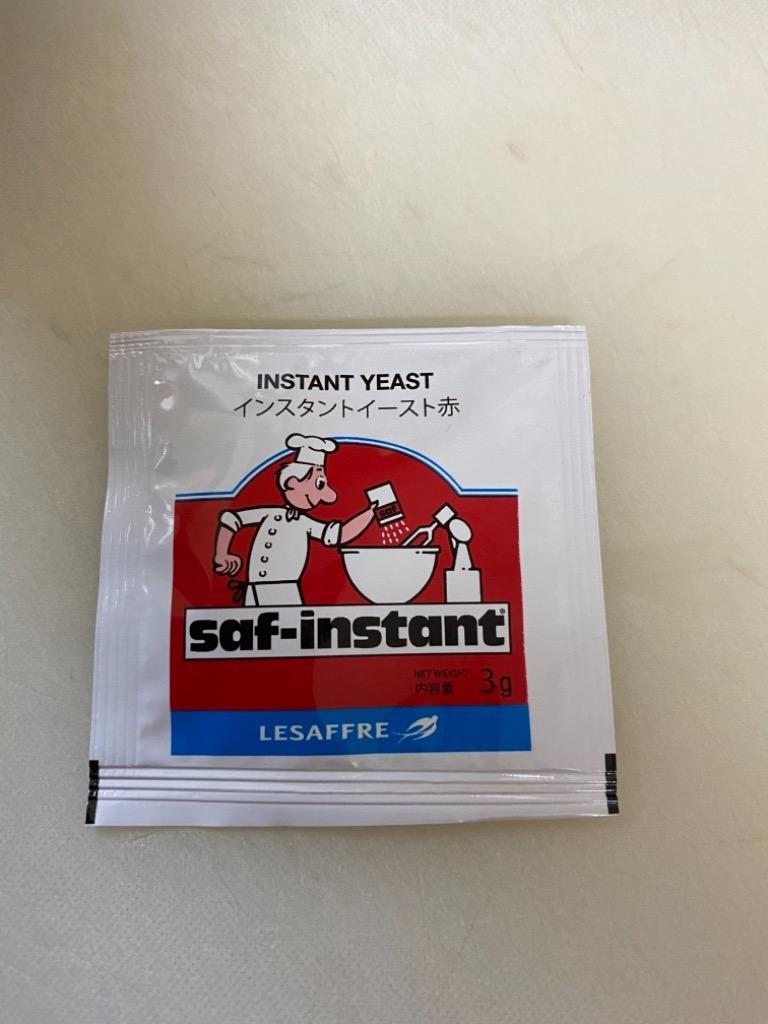 INSTANT YEAST
インスタントイースト赤
saf
saf-instant®
NET WEIGHT
内容量 3g
LESAFFRE